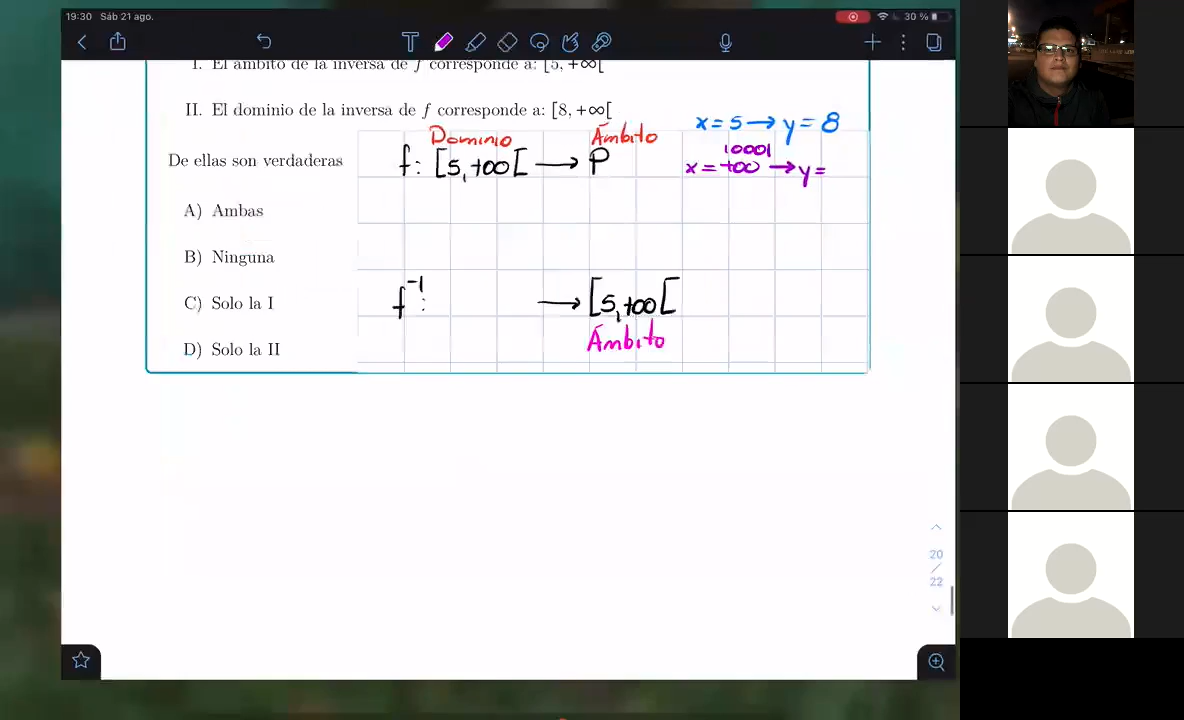 19:30 Sáb 21 ago. 30 %
I. El ámbito de la inversa de f corresponde a: [5, +∞[
II. El dominio de la inversa de f corresponde a: [8, +∞[
x = 5 → y = 8
Dominio Ámbito
10001
De ellas son verdaderas
f: [5, +∞[ → P
x = +∞ → y =
A) Ambas
B) Ninguna
f⁻¹: → [5, +∞[
C) Solo la I
Ámbito
D) Solo la II
20
/
22